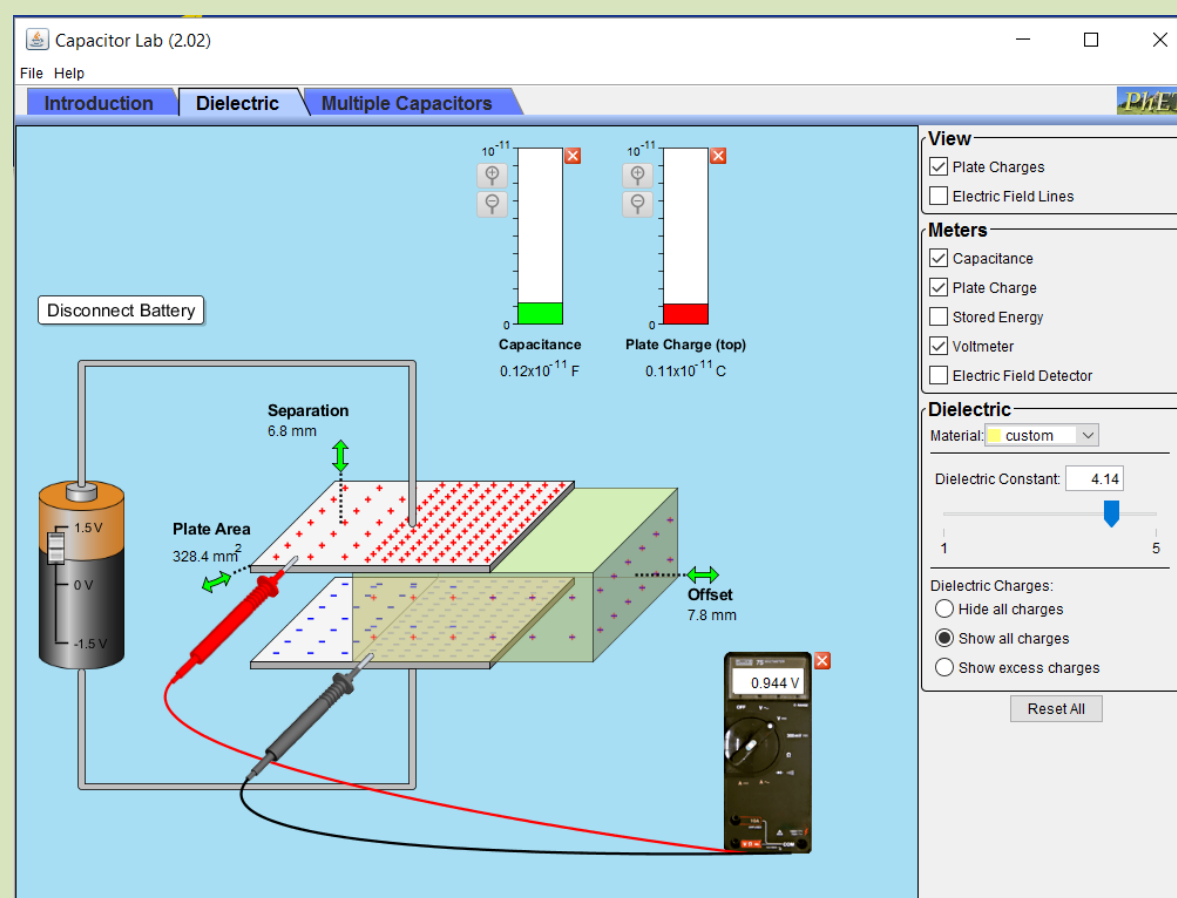 Capacitor Lab (2.02)
File Help
Introduction Dielectric Multiple Capacitors
Disconnect Battery
10⁻¹¹
0
Capacitance
0.12x10⁻¹¹ F
10⁻¹¹
0
Plate Charge (top)
0.11x10⁻¹¹ C
Separation
6.8 mm
Plate Area
328.4 mm²
1.5 V
0 V
-1.5 V
Offset
7.8 mm
0.944 V
OFF
COM
View
Plate Charges
Electric Field Lines
Meters
Capacitance
Plate Charge
Stored Energy
Voltmeter
Electric Field Detector
Dielectric
Material: custom
Dielectric Constant: 4.14
1 5
Dielectric Charges:
Hide all charges
Show all charges
Show excess charges
Reset All